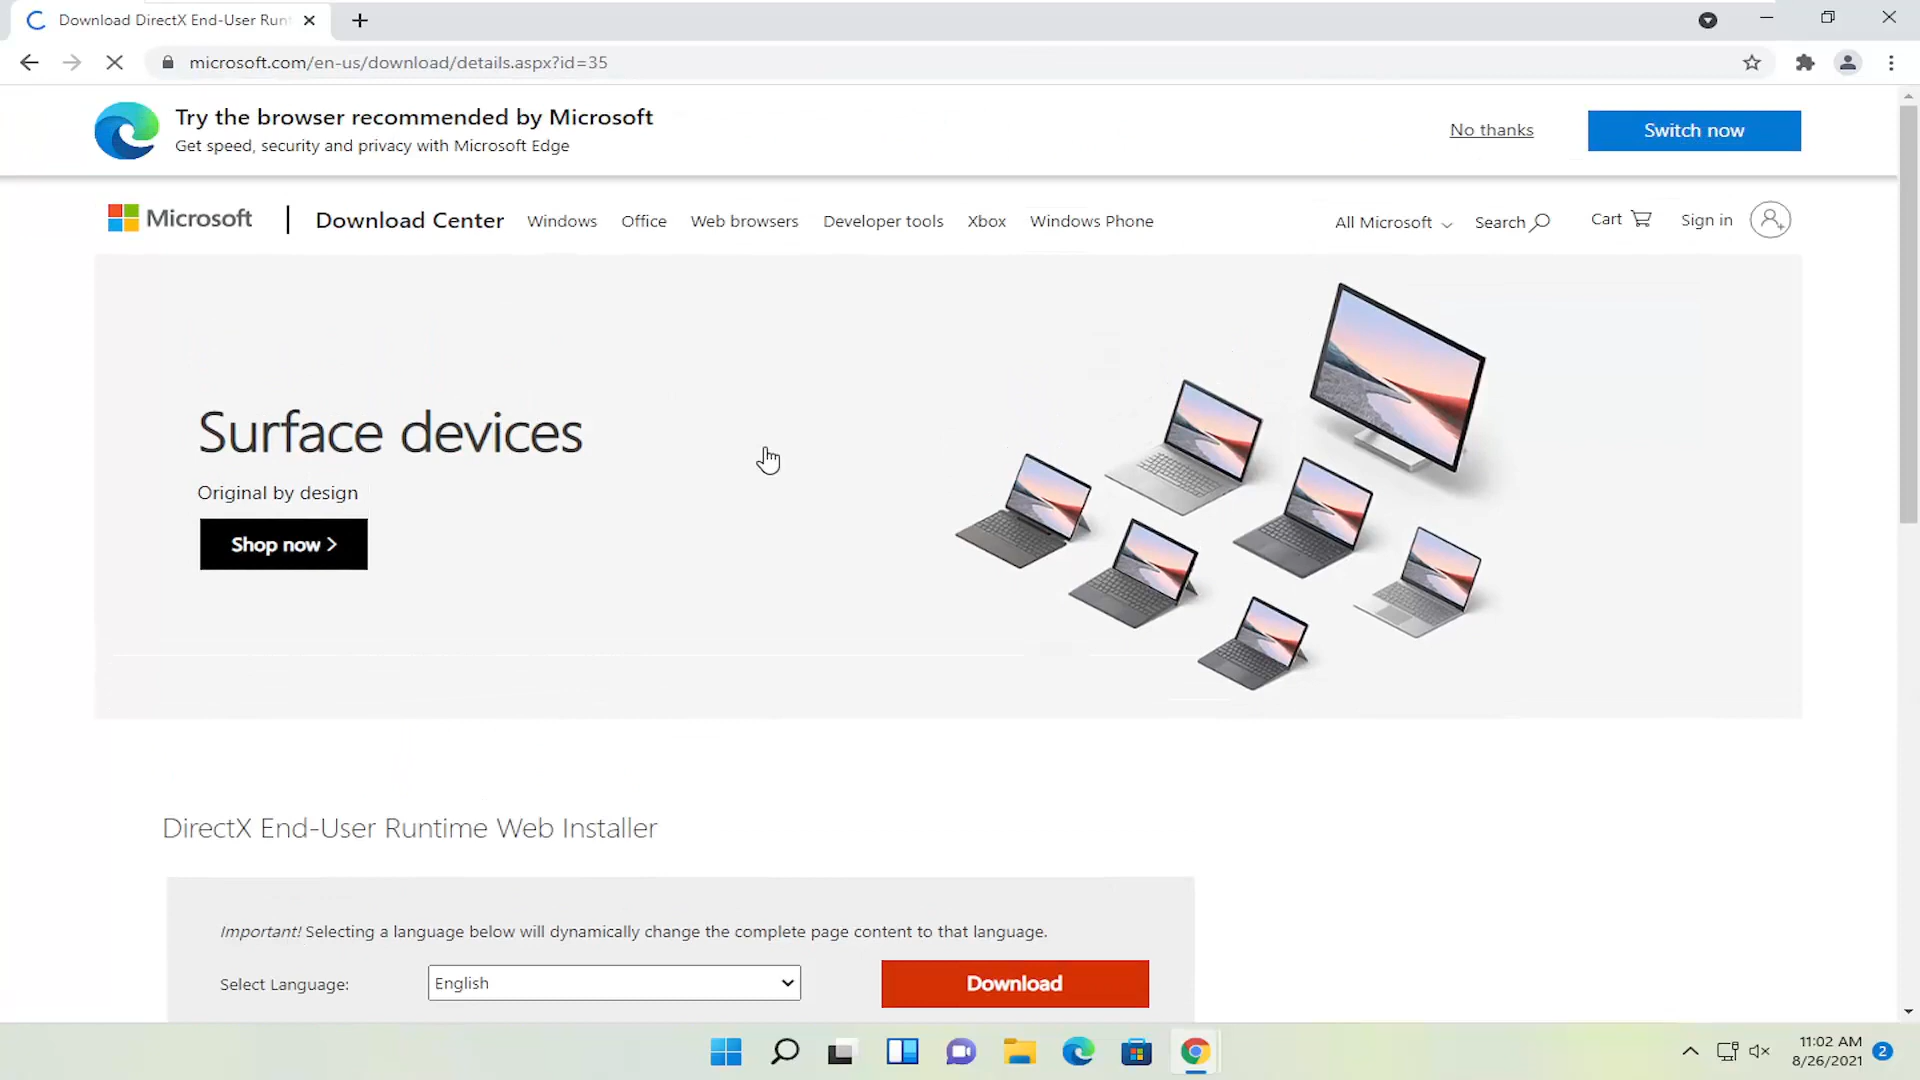 Download DirectX End-User Runt
microsoft.com/en-us/download/details.aspx?id=35
Try the browser recommended by Microsoft
Get speed, security and privacy with Microsoft Edge
No thanks
Switch now
Microsoft
Download Center
Windows
Office
Web browsers
Developer tools
Xbox
Windows Phone
All Microsoft
Search
Cart
Sign in
Surface devices
Original by design
Shop now >
DirectX End-User Runtime Web Installer
Important! Selecting a language below will dynamically change the complete page content to that language.
Select Language:
English
Download
11:02 AM
8/26/2021
2